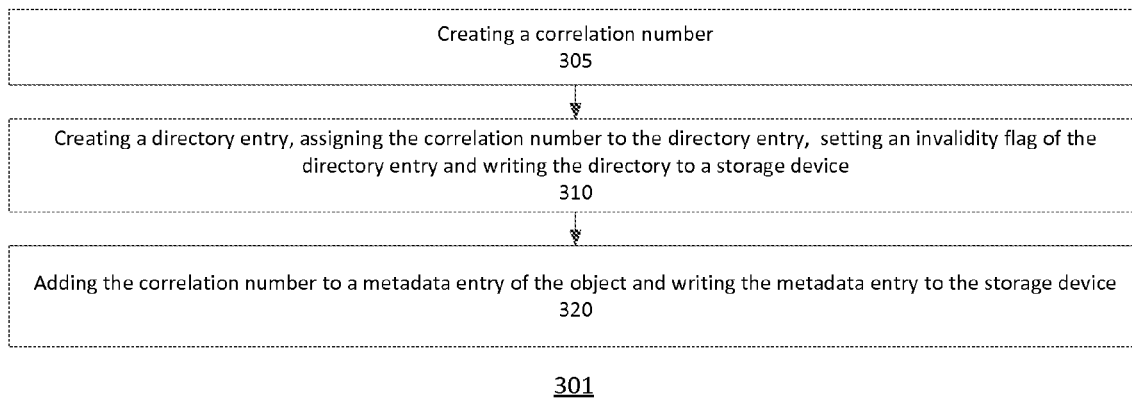 Creating a correlation number
305
Creating a directory entry, assigning the correlation number to the directory entry, setting an invalidity flag of the
directory entry and writing the directory to a storage device
310
Adding the correlation number to a metadata entry of the object and writing the metadata entry to the storage device
320
301